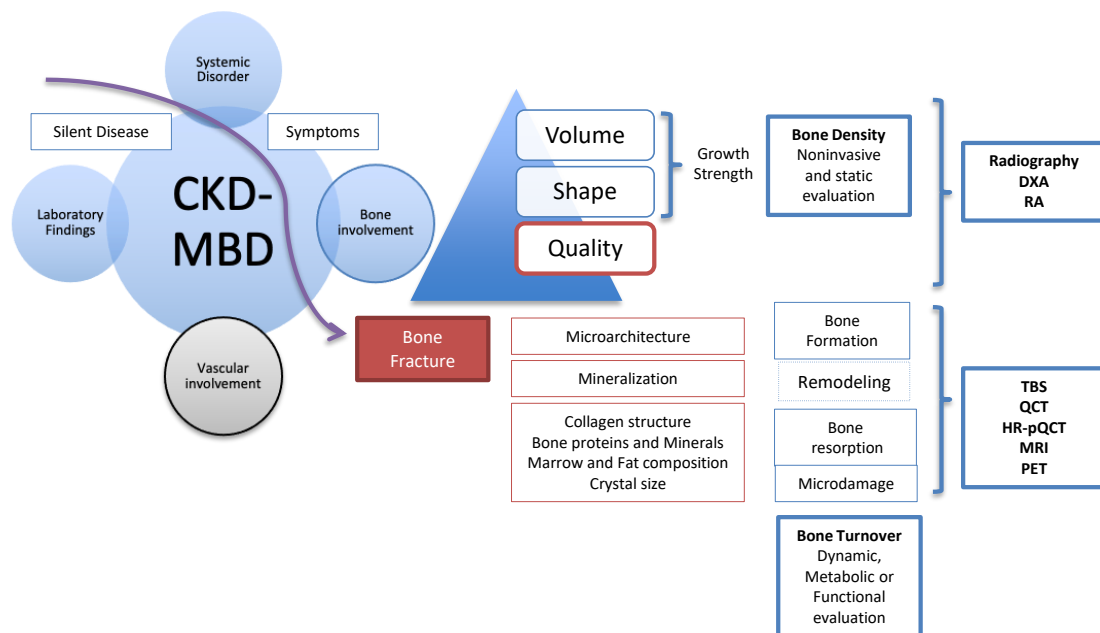 Systemic
Disorder
Silent Disease
Symptoms
CKD-
MBD
Laboratory
Findings
Bone
involvement
Vascular
involvement
Bone
Fracture
Volume
Shape
Quality
Growth
Strength
Bone Density
Noninvasive
and static
evaluation
Radiography
DXA
RA
Microarchitecture
Mineralization
Collagen structure
Bone proteins and Minerals
Marrow and Fat composition
Crystal size
Bone
Formation
Remodeling
Bone
resorption
Microdamage
TBS
QCT
HR-pQCT
MRI
PET
Bone Turnover
Dynamic,
Metabolic or
Functional
evaluation